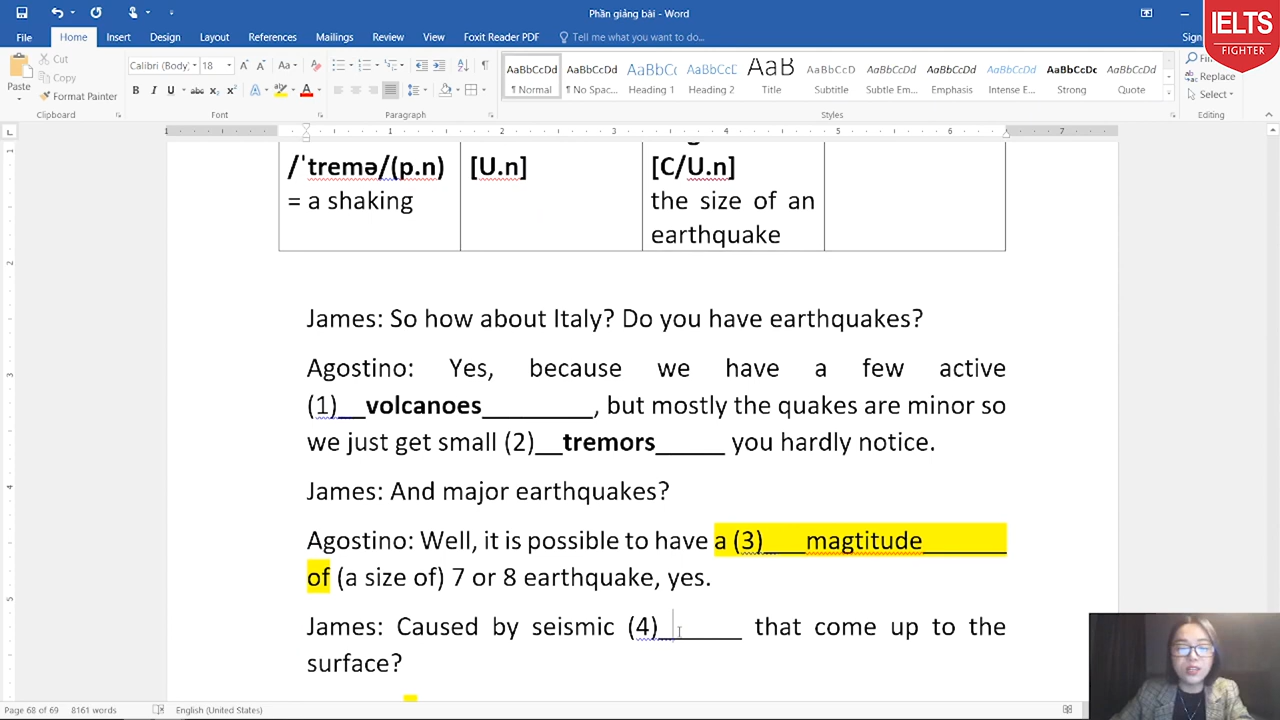 Phần giảng bài - Word
IELTS
FIGHTER
File Home Insert Design Layout References Mailings Review View Foxit Reader PDF Tell me what you want to do... Sign
Cut
Copy
Format Painter
Paste
Clipboard
Calibri (Body) 18
Font
Paragraph
AaBbCcDd AaBbCcDd AaBbCc AaBbCcD AaB AaBbCcD AaBbCcDd AaBbCcDd AaBbCcDd AaBbCcDd AaBbCcDd
¶ Normal ¶ No Spac... Heading 1 Heading 2 Title Subtitle Subtle Em... Emphasis Intense E... Strong Quote
Styles
Replace
Select
Editing
/ˈtremə/(p.n) [U.n] [C/U.n]
= a shaking the size of an
earthquake
James: So how about Italy? Do you have earthquakes?
Agostino: Yes, because we have a few active
(1)__volcanoes________, but mostly the quakes are minor so
we just get small (2)__tremors_____ you hardly notice.
James: And major earthquakes?
Agostino: Well, it is possible to have a (3)___magtitude______
of (a size of) 7 or 8 earthquake, yes.
James: Caused by seismic (4)______ that come up to the
surface?
Page 68 of 69 8161 words English (United States)